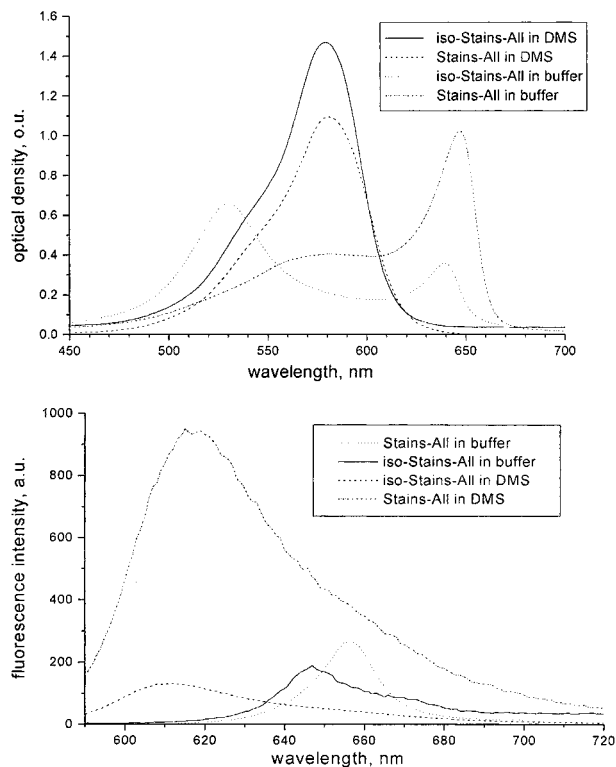 1.6
1.4
1.2
1.0
0.8
0.6
0.4
0.2
0.0
optical density, o.u.
iso-Stains-All in DMS
Stains-All in DMS
iso-Stains-All in buffer
Stains-All in buffer
450 500 550 600 650 700
wavelength, nm
1000
800
600
400
200
0
fluorescence intensity, a.u.
Stains-All in buffer
iso-Stains-All in buffer
iso-Stains-All in DMS
Stains-All in DMS
600 620 640 660 680 700 720
wavelength, nm